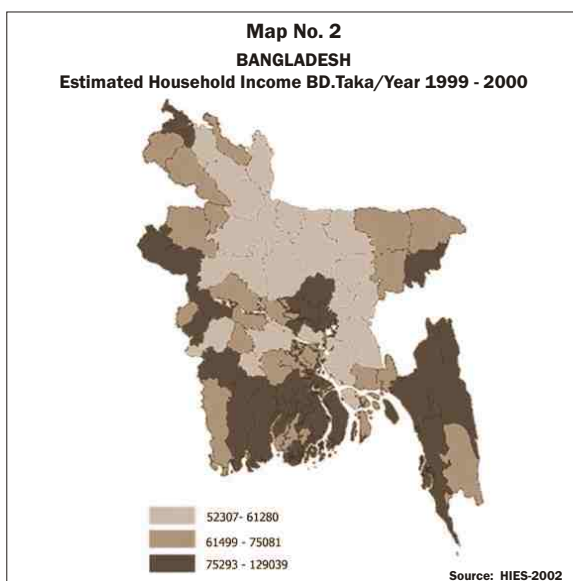 Map No. 2
BANGLADESH
Estimated Household Income BD.Taka/Year 1999 - 2000
52307- 61280
61499 - 75081
75293 - 129039
Source: HIES-2002